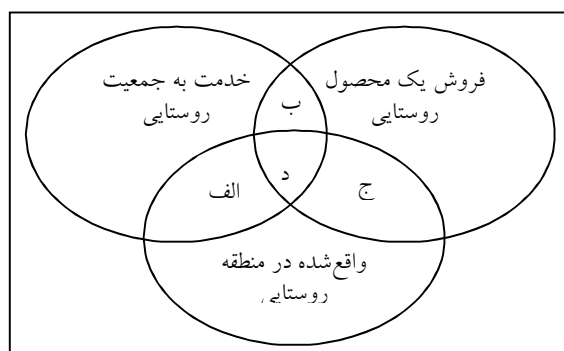 فروش یک محصول
روستایی
خدمت به جمعیت
روستایی
ب
د
ج
الف
واقع‌شده در منطقه
روستایی